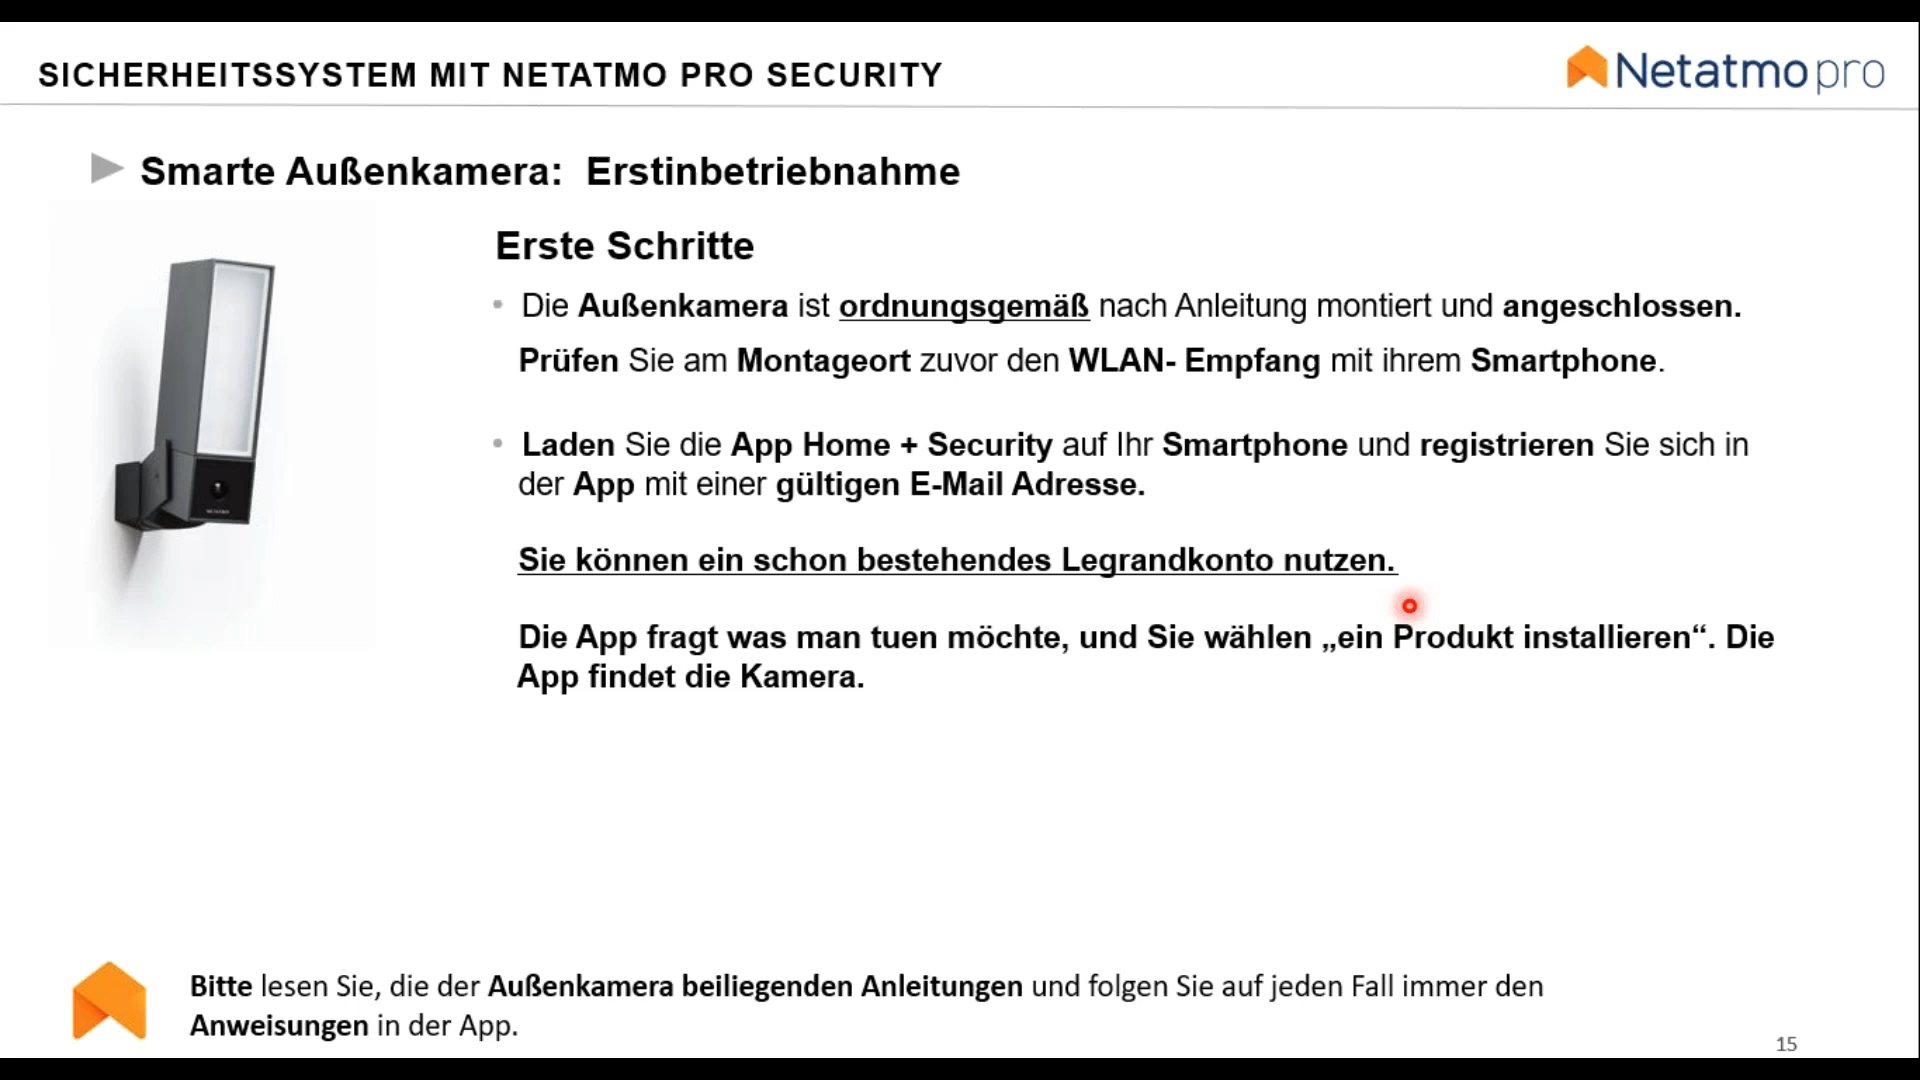 SICHERHEITSSYSTEM MIT NETATMO PRO SECURITY
Netatmo pro
Smarte Außenkamera: Erstinbetriebnahme
Erste Schritte
• Die Außenkamera ist ordnungsgemäß nach Anleitung montiert und angeschlossen.
Prüfen Sie am Montageort zuvor den WLAN- Empfang mit ihrem Smartphone.
• Laden Sie die App Home + Security auf Ihr Smartphone und registrieren Sie sich in
der App mit einer gültigen E-Mail Adresse.
Sie können ein schon bestehendes Legrandkonto nutzen.
Die App fragt was man tuen möchte, und Sie wählen „ein Produkt installieren“. Die
App findet die Kamera.
NETATMO
Bitte lesen Sie, die der Außenkamera beiliegenden Anleitungen und folgen Sie auf jeden Fall immer den
Anweisungen in der App.
15